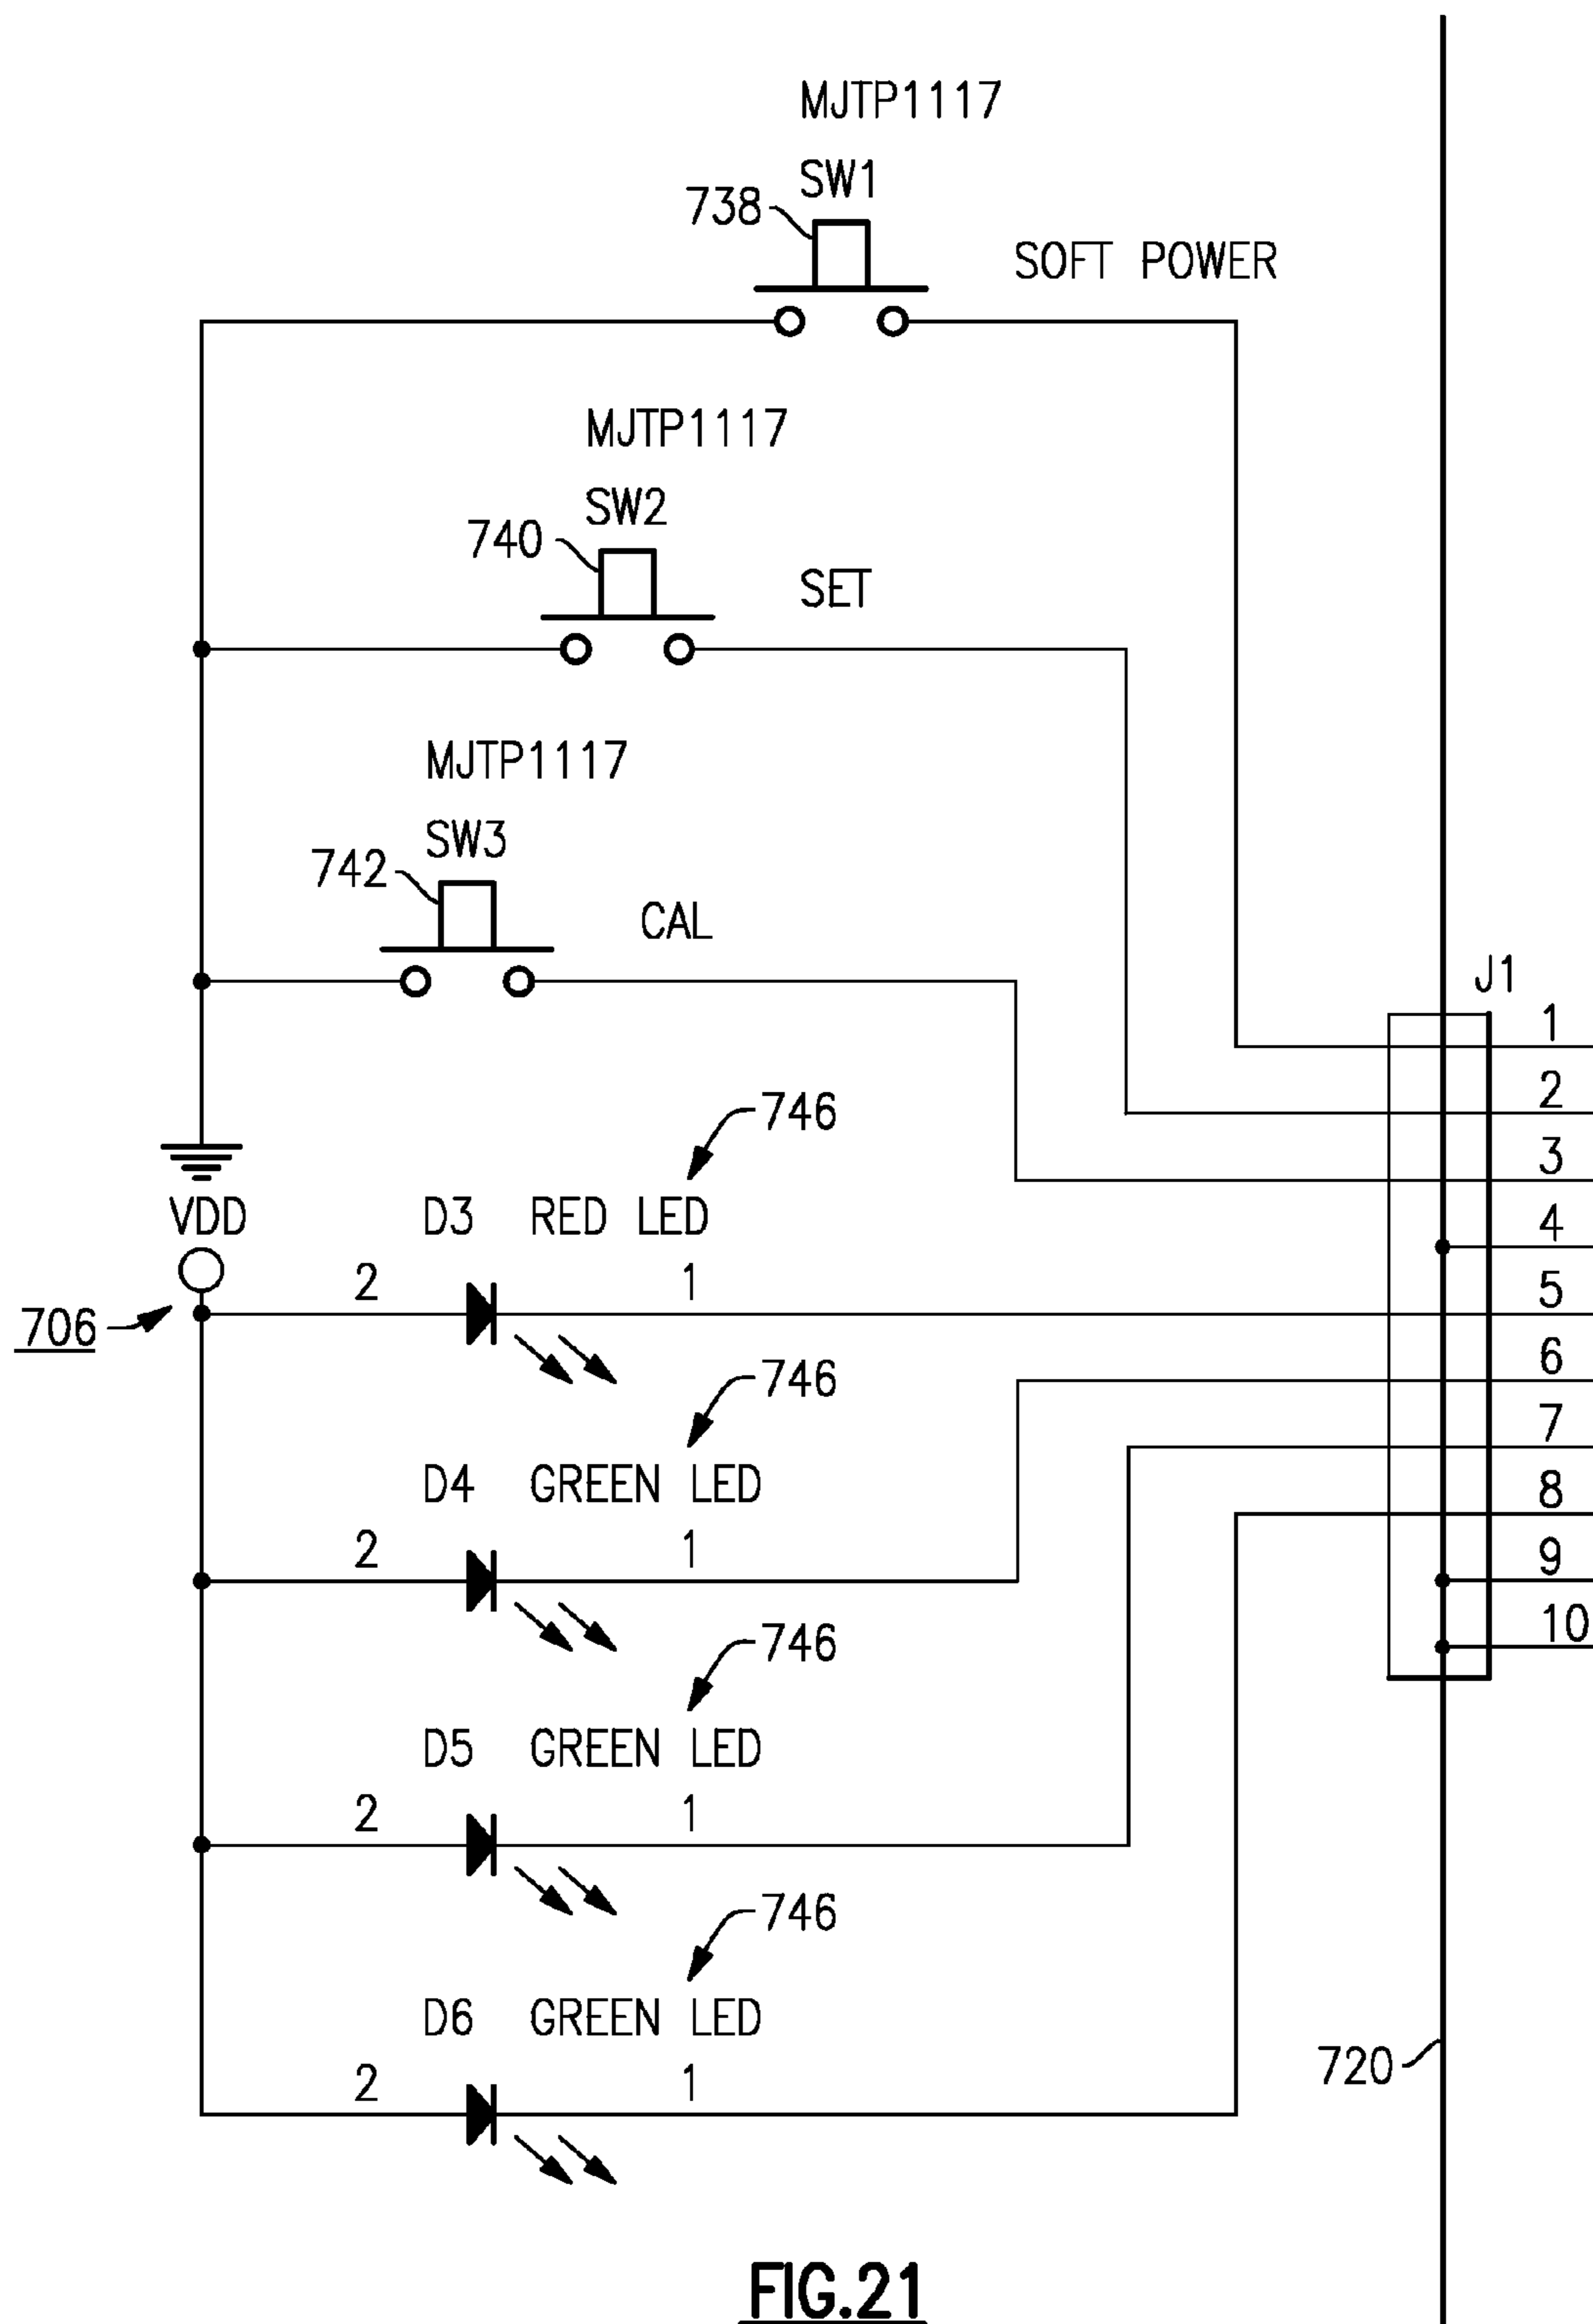 MJTP1117
SW1
738
SOFT POWER
MJTP1117
SW2
740
SET
MJTP1117
SW3
742
CAL
J1
1
2
3
4
5
6
7
8
9
10
VDD
706
746
D3 RED LED
2 1
746
D4 GREEN LED
2 1
746
D5 GREEN LED
2 1
746
D6 GREEN LED
2 1
720
FIG.21